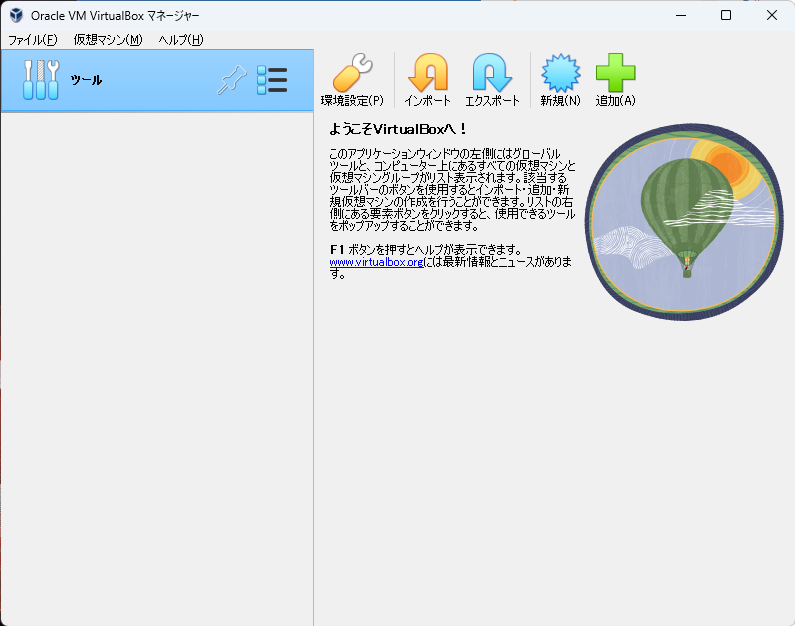 Oracle VM VirtualBox マネージャー
ファイル(F) 仮想マシン(M) ヘルプ(H)
ツール
環境設定(P) インポート エクスポート 新規(N) 追加(A)
ようこそVirtualBoxへ！
このアプリケーションウィンドウの左側にはグローバル
ツールと、コンピューター上にあるすべての仮想マシンと
仮想マシングループがリスト表示されます。該当する
ツールバーのボタンを使用するとインポート・追加・新
規仮想マシンの作成を行うことができます。リストの右
側にある要素ボタンをクリックすると、使用できるツール
をポップアップすることができます。
F1 ボタンを押すとヘルプが表示できます。
www.virtualbox.orgには最新情報とニュースがありま
す。